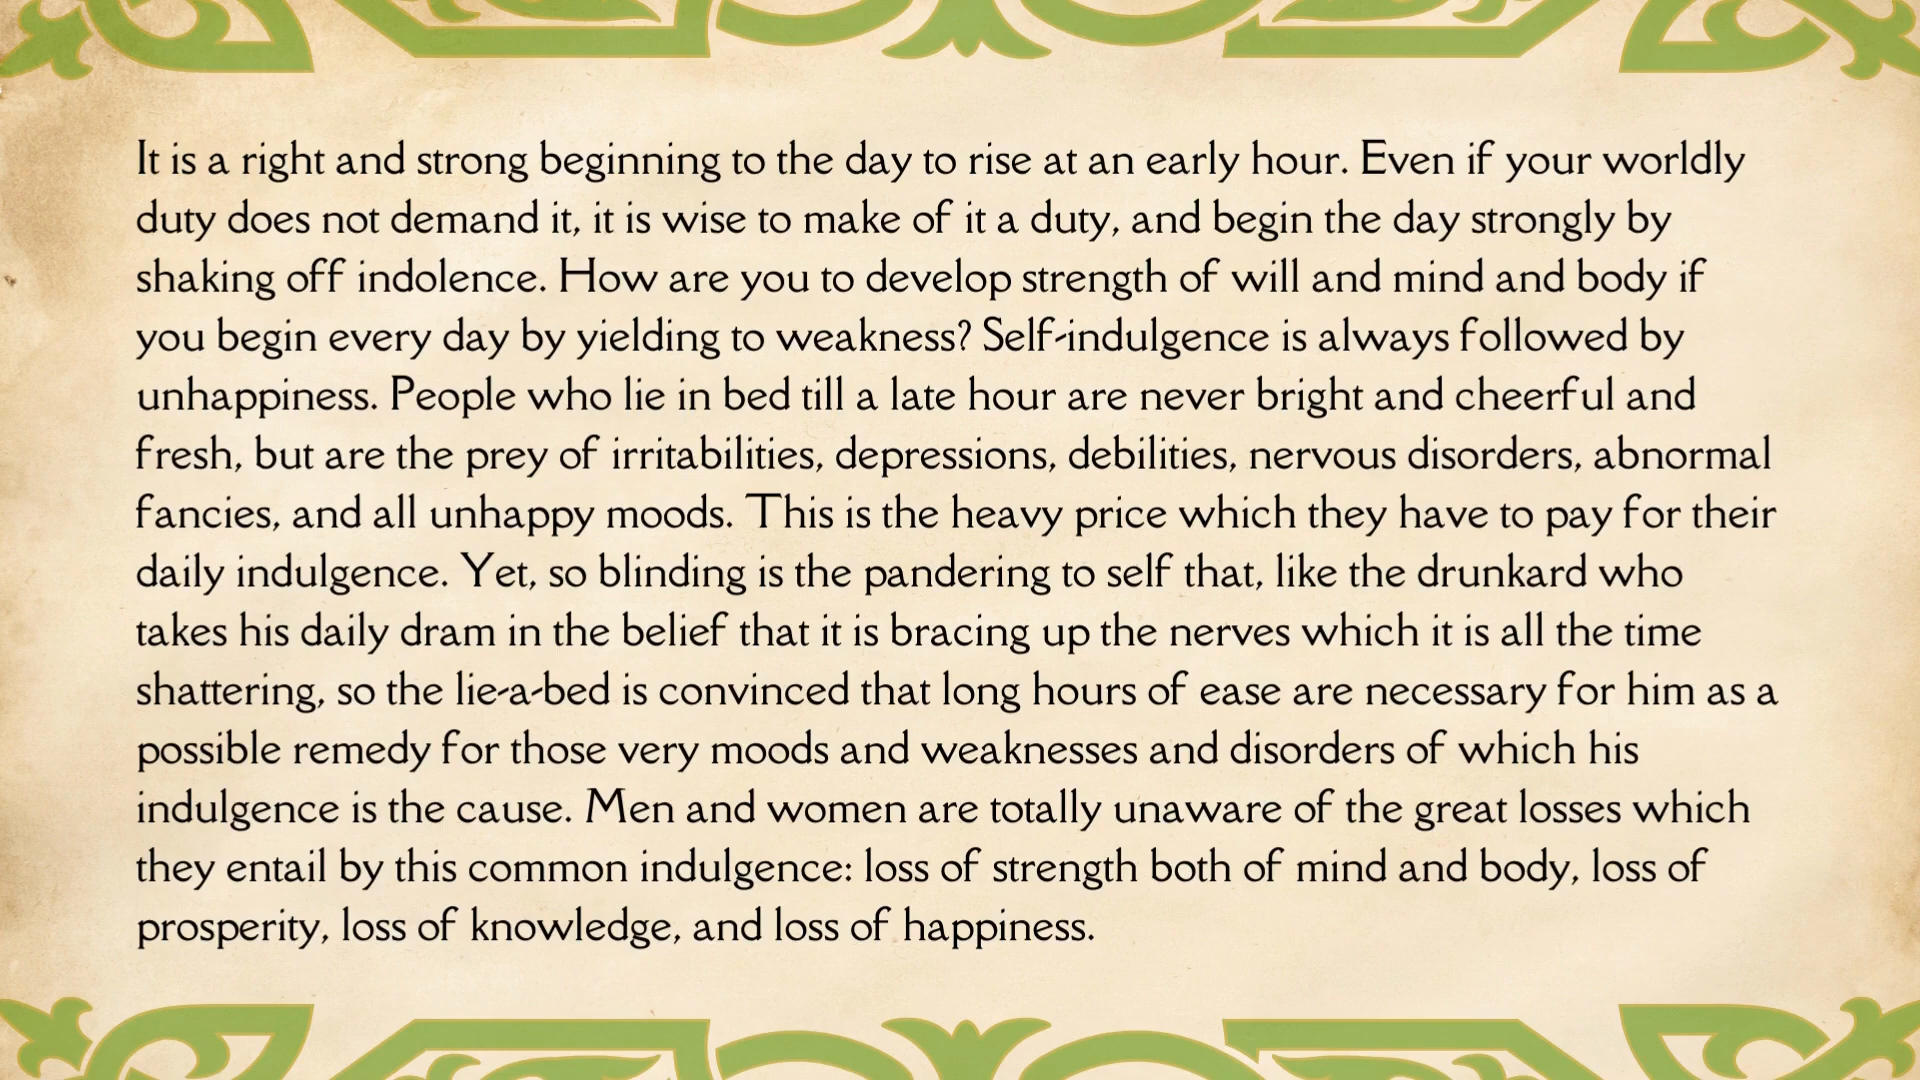 It is a right and strong beginning to the day to rise at an early hour. Even if your worldly
duty does not demand it, it is wise to make of it a duty, and begin the day strongly by
shaking off indolence. How are you to develop strength of will and mind and body if
you begin every day by yielding to weakness? Self-indulgence is always followed by
unhappiness. People who lie in bed till a late hour are never bright and cheerful and
fresh, but are the prey of irritabilities, depressions, debilities, nervous disorders, abnormal
fancies, and all unhappy moods. This is the heavy price which they have to pay for their
daily indulgence. Yet, so blinding is the pandering to self that, like the drunkard who
takes his daily dram in the belief that it is bracing up the nerves which it is all the time
shattering, so the lie-a-bed is convinced that long hours of ease are necessary for him as a
possible remedy for those very moods and weaknesses and disorders of which his
indulgence is the cause. Men and women are totally unaware of the great losses which
they entail by this common indulgence: loss of strength both of mind and body, loss of
prosperity, loss of knowledge, and loss of happiness.